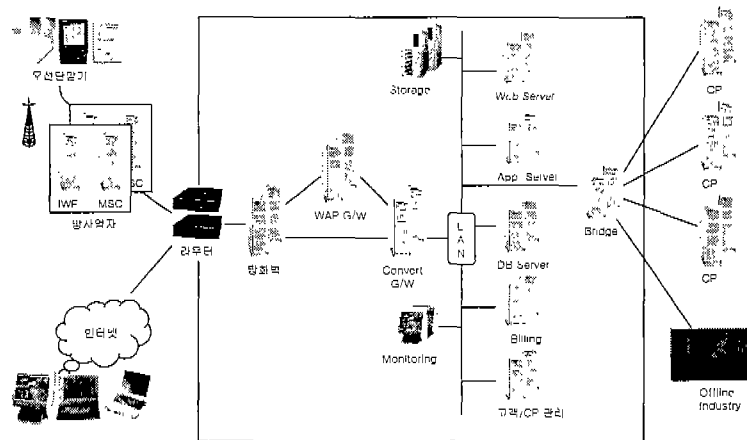 무선단말기
IWF
MSC
SC
망사업자
라우터
인터넷
방화벽
WAP G/W
Convert
G/W
Storage
Monitoring
LAN
Web Server
App. Server
DB Server
Billing
고객/CP 관리
Bridge
CP
CP
CP
Offline
Industry